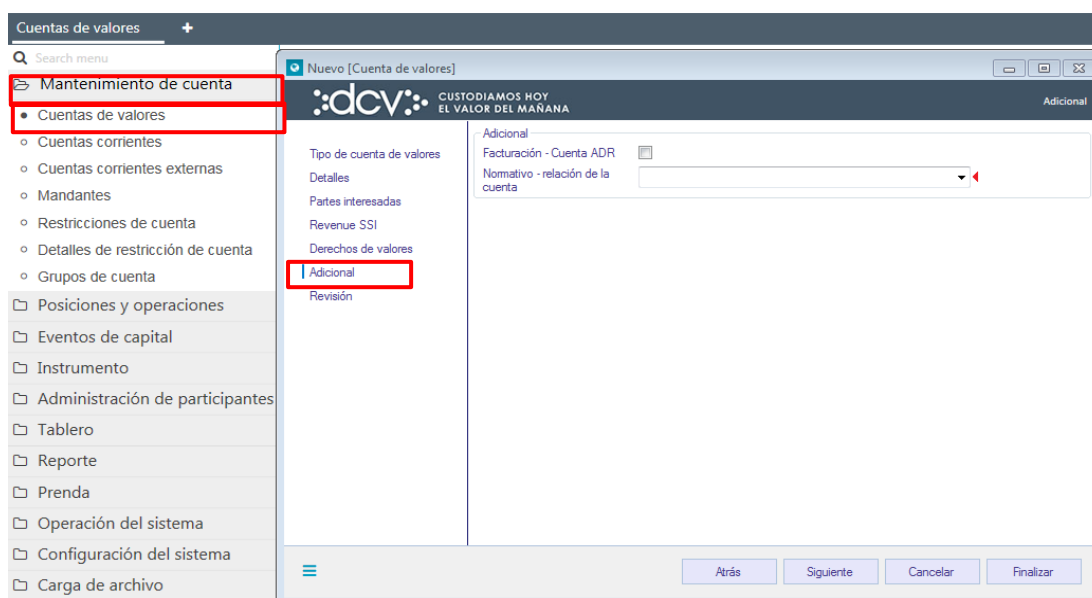 Cuentas de valores +
Search menu
Mantenimiento de cuenta
Cuentas de valores
Cuentas corrientes
Cuentas corrientes externas
Mandantes
Restricciones de cuenta
Detalles de restricción de cuenta
Grupos de cuenta
Posiciones y operaciones
Eventos de capital
Instrumento
Administración de participantes
Tablero
Reporte
Prenda
Operación del sistema
Configuración del sistema
Carga de archivo
Nuevo [Cuenta de valores]
dcv
CUSTODIAMOS HOY
EL VALOR DEL MAÑANA
Adicional
Tipo de cuenta de valores
Detalles
Partes interesadas
Revenue SSI
Derechos de valores
Adicional
Revisión
Adicional
Facturación - Cuenta ADR
Normativo - relación de la
cuenta
Atrás
Siguiente
Cancelar
Finalizar